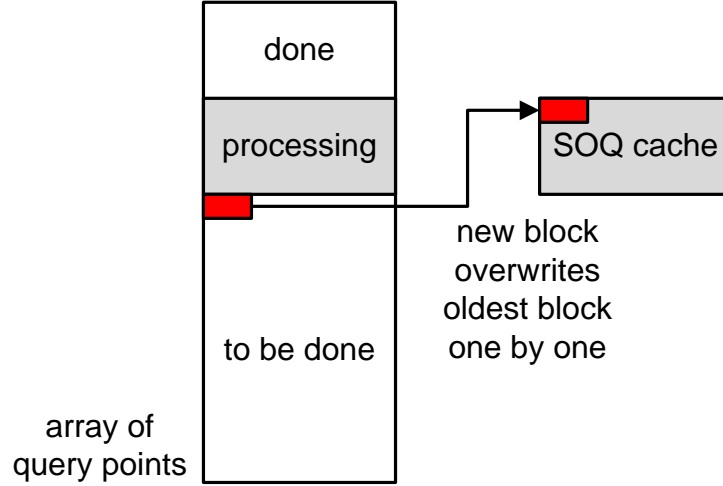 done
processing
SOQ cache
new block
overwrites
oldest block
one by one
to be done
array of
query points